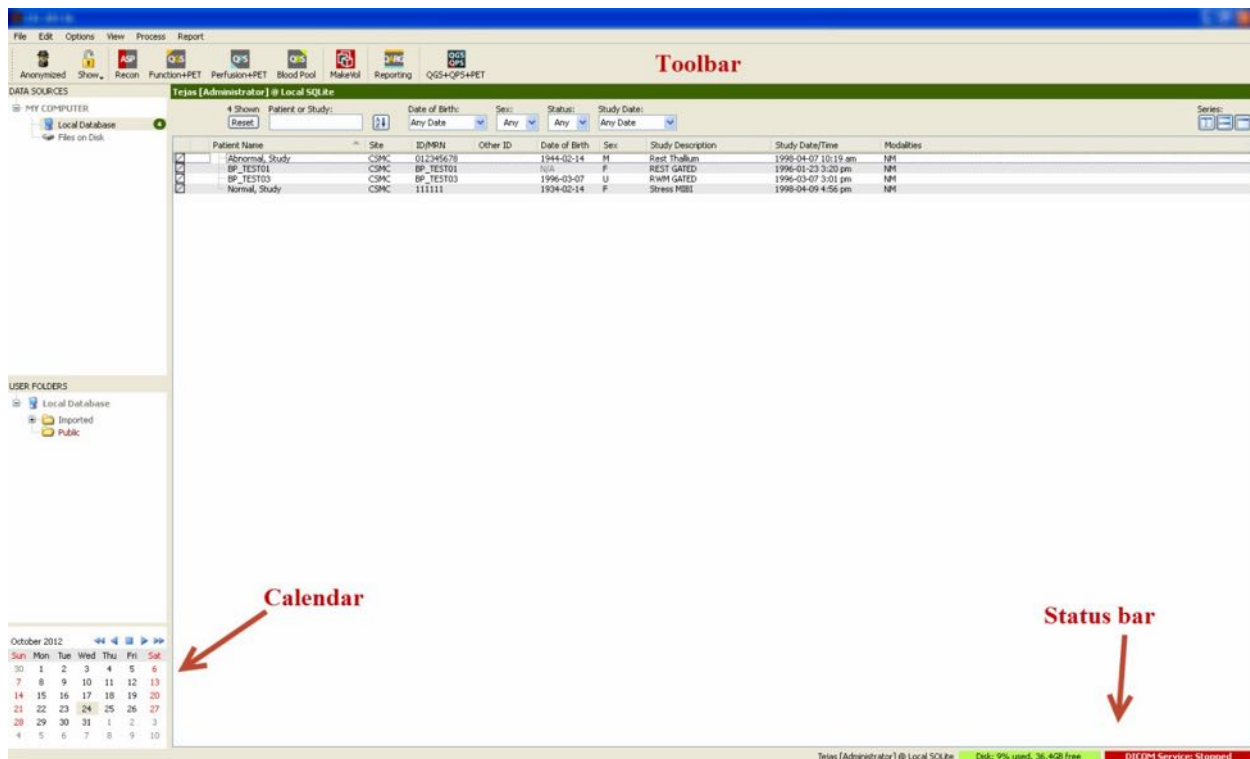 File Edit Options View Process Report
Anonymized Show Recon Function+PET Perfusion+PET Blood Pool MakeVol Reporting QGS+QPS+PET
ASP QGS QPS QBS QGS QPS
Toolbar
DATA SOURCES
Tejas [Administrator] @ Local SQLite
MY COMPUTER
Local Database 4
Files on Disk
4 Shown Patient or Study: Date of Birth: Sex: Status: Study Date: Series:
Reset Any Date Any Any Any Date
Patient Name Site ID/MRN Other ID Date of Birth Sex Study Description Study Date/Time Modalities
Abnormal, Study CSMC 012345678 1944-02-14 M Rest Thallium 1998-04-07 10:19 am NM
BP_TEST01 CSMC BP_TEST01 N/A F REST GATED 1996-01-23 3:20 pm NM
BP_TEST03 CSMC BP_TEST03 1996-03-07 U RWM GATED 1996-03-07 3:01 pm NM
Normal, Study CSMC 111111 1934-02-14 F Stress MIBI 1998-04-09 4:56 pm NM
USER FOLDERS
Local Database
Imported
Public
Calendar
Status bar
October 2012
Sun Mon Tue Wed Thu Fri Sat
30 1 2 3 4 5 6
7 8 9 10 11 12 13
14 15 16 17 18 19 20
21 22 23 24 25 26 27
28 29 30 31 1 2 3
4 5 6 7 8 9 10
Tejas [Administrator] @ Local SQLite Disk: 9% used, 36.4GB free DICOM Service: Stopped